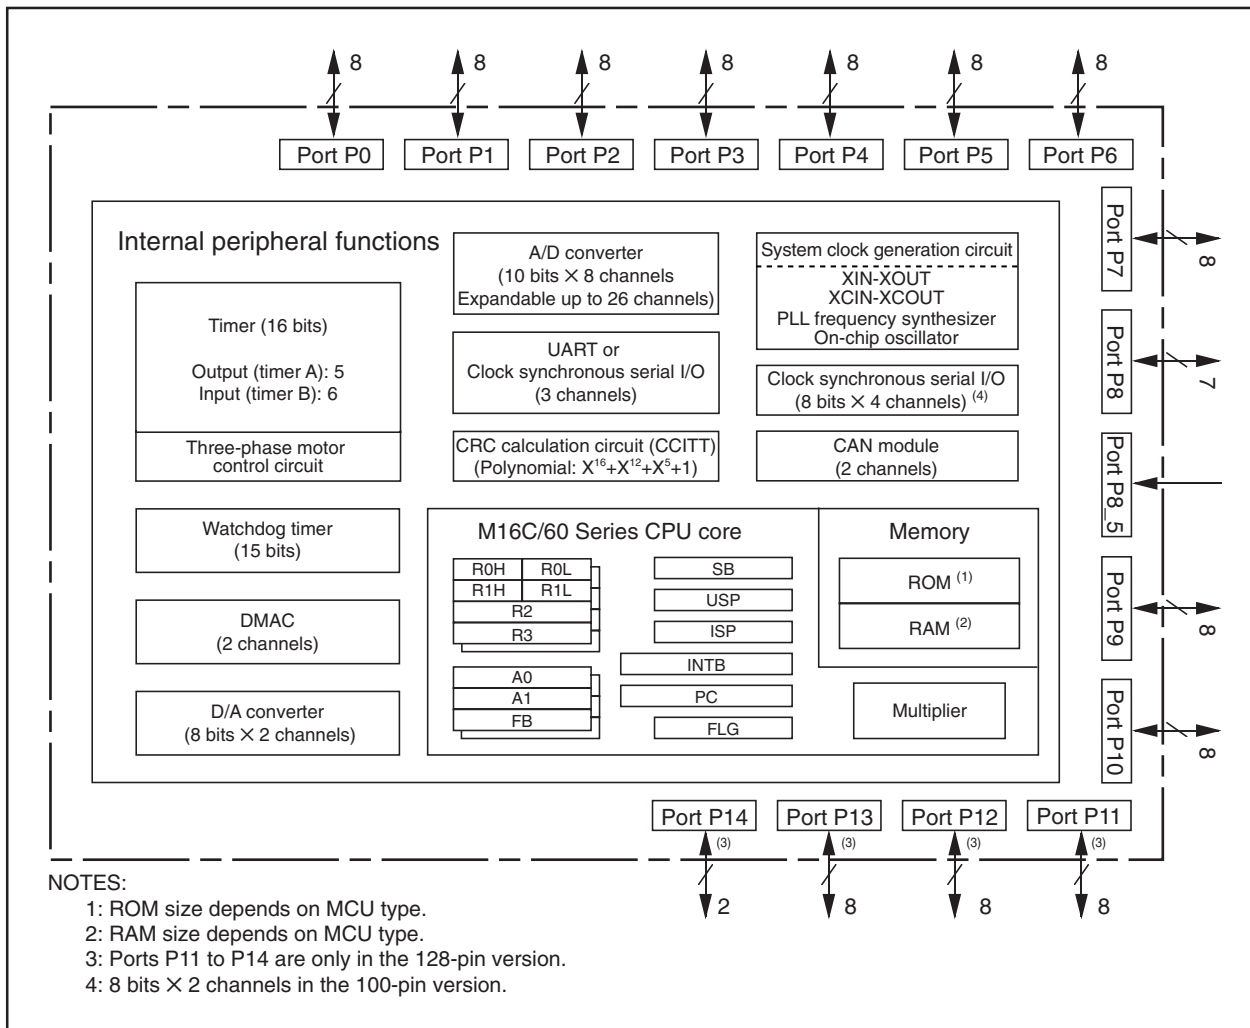 8 8 8 8 8 8 8
Port P0 Port P1 Port P2 Port P3 Port P4 Port P5 Port P6
Internal peripheral functions
Timer (16 bits)
Output (timer A): 5
Input (timer B): 6
Three-phase motor
control circuit
Watchdog timer
(15 bits)
DMAC
(2 channels)
D/A converter
(8 bits × 2 channels)
A/D converter
(10 bits × 8 channels
Expandable up to 26 channels)
UART or
Clock synchronous serial I/O
(3 channels)
CRC calculation circuit (CCITT)
(Polynomial: X¹⁶+X¹²+X⁵+1)
System clock generation circuit
XIN-XOUT
XCIN-XCOUT
PLL frequency synthesizer
On-chip oscillator
Clock synchronous serial I/O
(8 bits × 4 channels) (4)
CAN module
(2 channels)
M16C/60 Series CPU core
R0H R0L
R1H R1L
R2
R3
A0
A1
FB
SB
USP
ISP
INTB
PC
FLG
Memory
ROM (1)
RAM (2)
Multiplier
Port P7
8
Port P8
7
Port P8_5
Port P9
8
Port P10
8
Port P14 Port P13 Port P12 Port P11
(3) (3) (3) (3)
2 8 8 8
NOTES:
1: ROM size depends on MCU type.
2: RAM size depends on MCU type.
3: Ports P11 to P14 are only in the 128-pin version.
4: 8 bits × 2 channels in the 100-pin version.